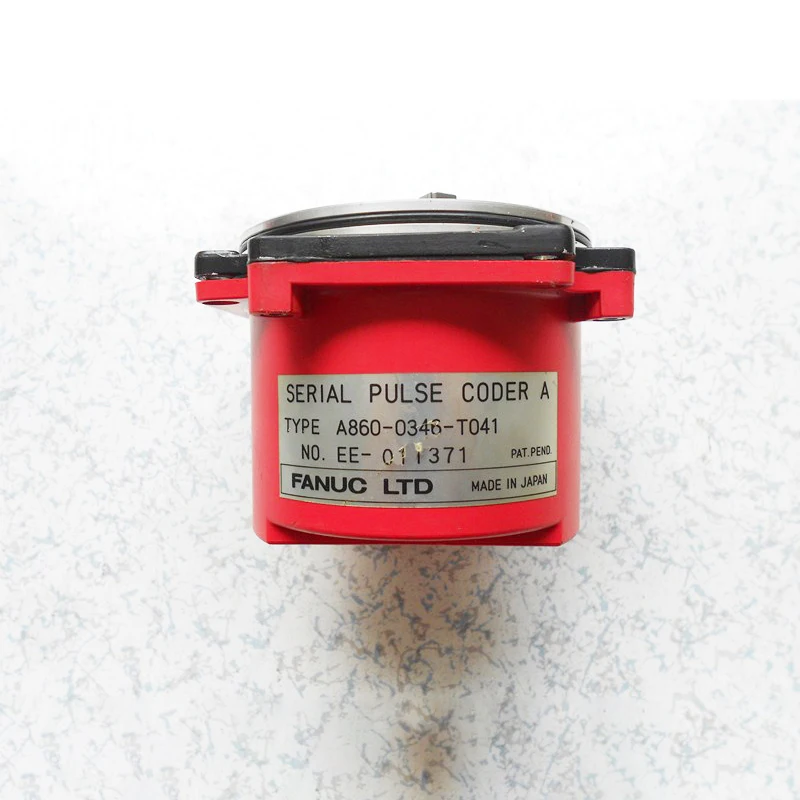 SERIAL PULSE CODER A
TYPE A860-0346-T041
NO. EE-011371 PAT.PEND.
FANUC LTD MADE IN JAPAN